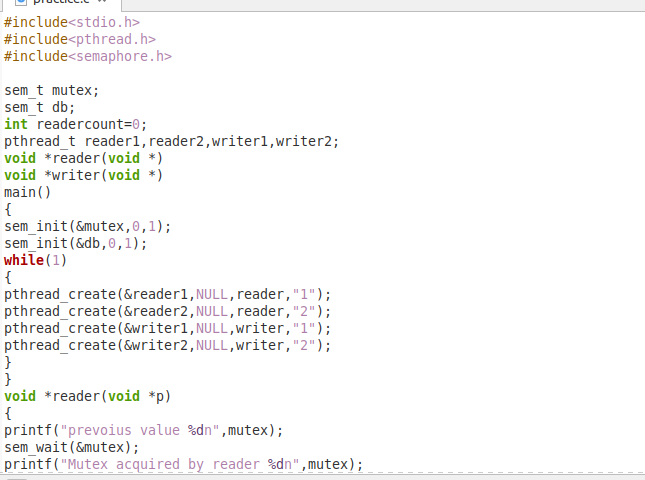 practice.c
#include<stdio.h>
#include<pthread.h>
#include<semaphore.h>
sem_t mutex;
sem_t db;
int readercount=0;
pthread_t reader1,reader2,writer1,writer2;
void *reader(void *)
void *writer(void *)
main()
{
sem_init(&mutex,0,1);
sem_init(&db,0,1);
while(1)
{
pthread_create(&reader1,NULL,reader,"1");
pthread_create(&reader2,NULL,reader,"2");
pthread_create(&writer1,NULL,writer,"1");
pthread_create(&writer2,NULL,writer,"2");
}
}
void *reader(void *p)
{
printf("prevoius value %dn",mutex);
sem_wait(&mutex);
printf("Mutex acquired by reader %dn",mutex);